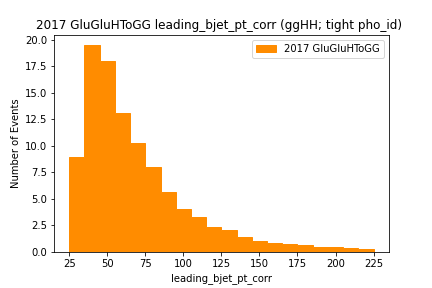 2017 GluGluHToGG leading_bjet_pt_corr (ggHH; tight pho_id)
2017 GluGluHToGG
Number of Events
20.0
17.5
15.0
12.5
10.0
7.5
5.0
2.5
0.0
25 50 75 100 125 150 175 200 225
leading_bjet_pt_corr